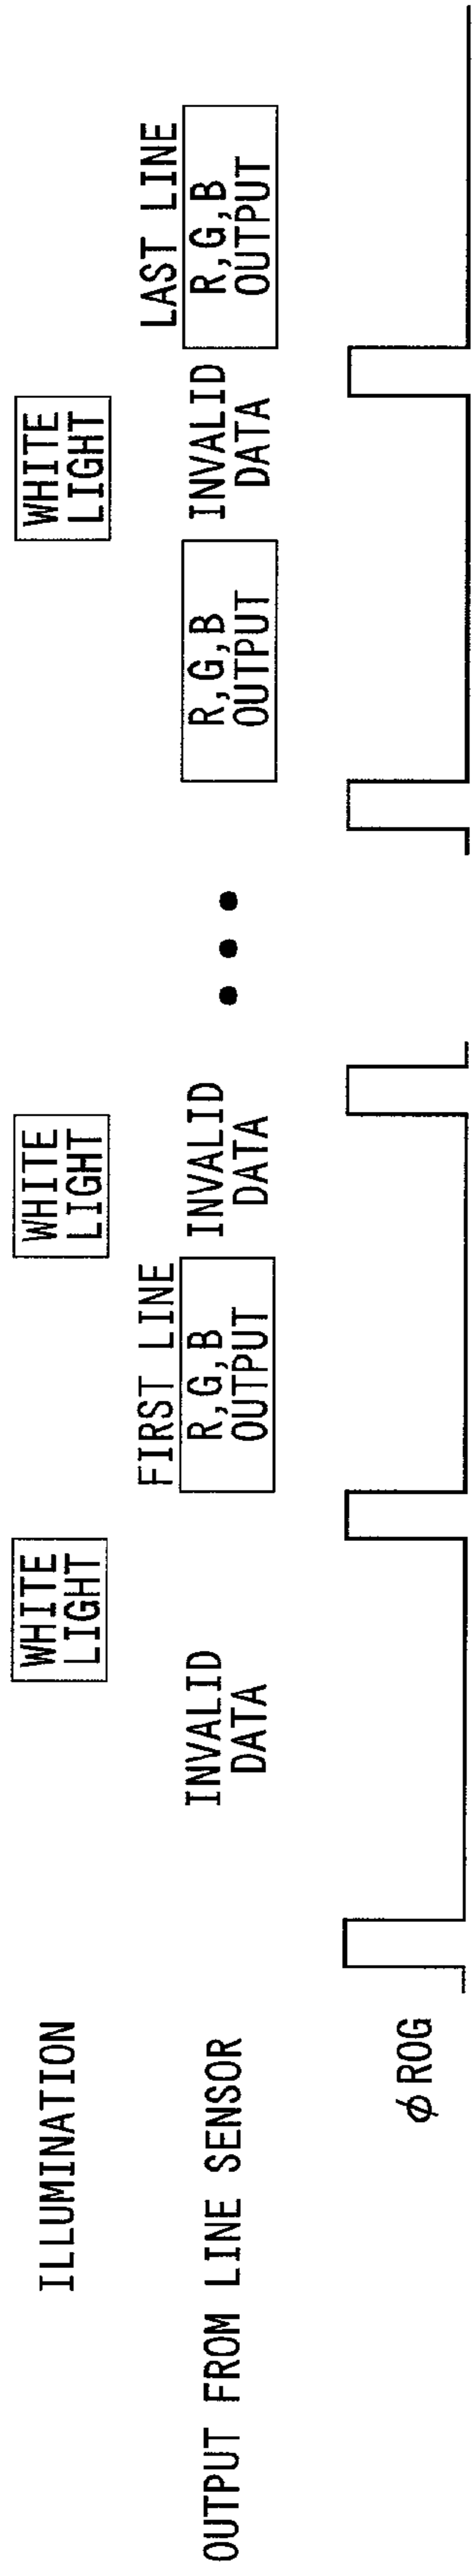 ILLUMINATION
WHITE
LIGHT
WHITE
LIGHT
WHITE
LIGHT
OUTPUT FROM LINE SENSOR
INVALID
DATA
FIRST LINE
R,G,B
OUTPUT
INVALID
DATA
R,G,B
OUTPUT
INVALID
DATA
LAST LINE
R,G,B
OUTPUT
φROG